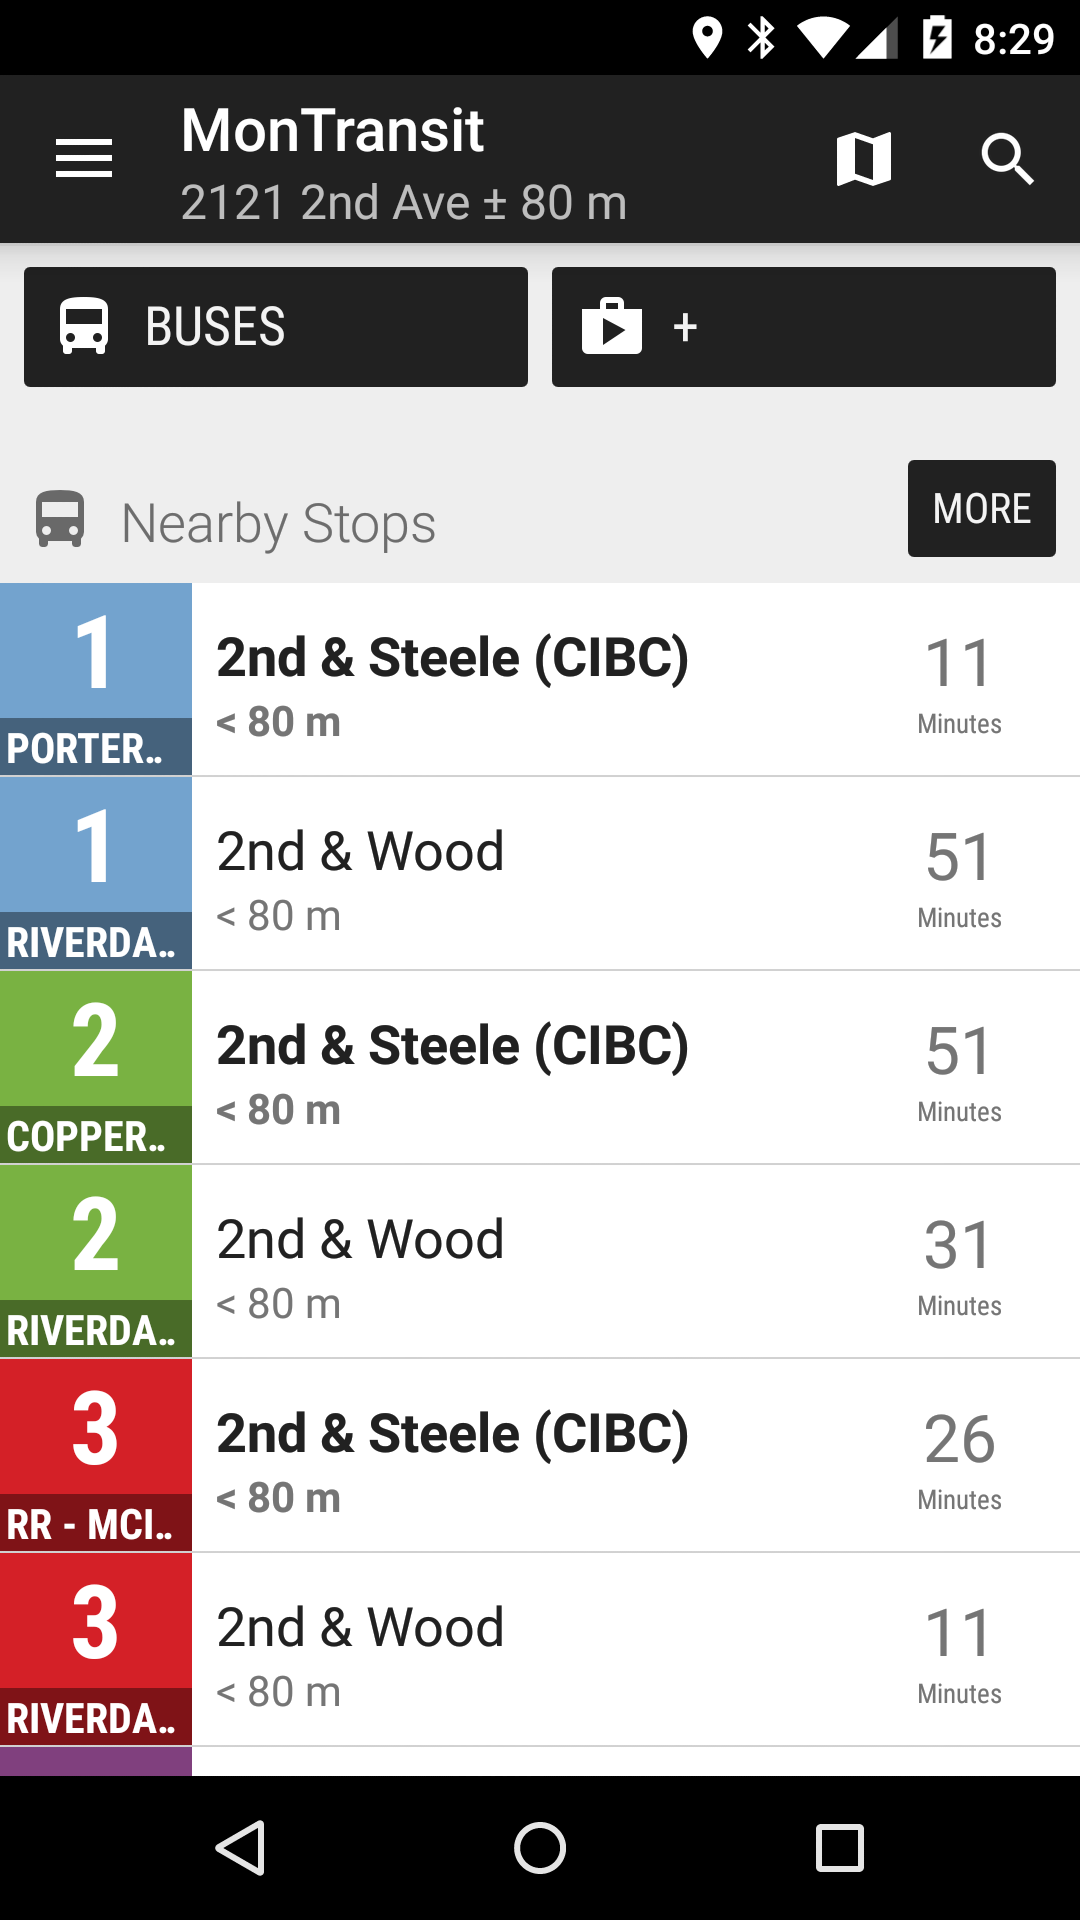 8:29
MonTransit
2121 2nd Ave ± 80 m
BUSES
+
Nearby Stops
MORE
1
PORTER…
2nd & Steele (CIBC)
< 80 m
11
Minutes
1
RIVERDA…
2nd & Wood
< 80 m
51
Minutes
2
COPPER…
2nd & Steele (CIBC)
< 80 m
51
Minutes
2
RIVERDA…
2nd & Wood
< 80 m
31
Minutes
3
RR - MCI…
2nd & Steele (CIBC)
< 80 m
26
Minutes
3
RIVERDA…
2nd & Wood
< 80 m
11
Minutes